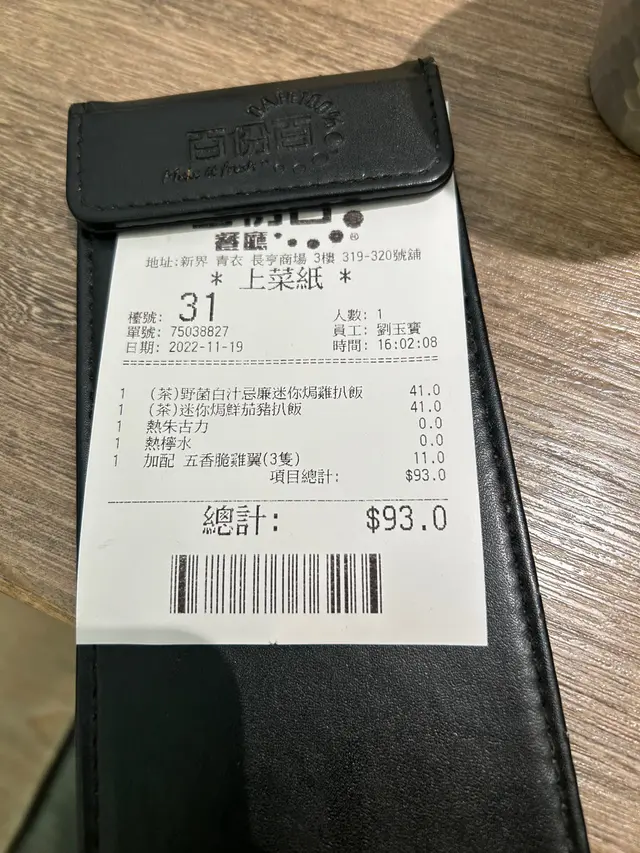 百份百
Make it fresh
餐廳 ®
地址:新界 青衣 長亨商場 3樓 319-320號舖
* 上菜紙 *
檯號: 31 人數: 1
單號: 75038827 員工: 劉玉寶
日期: 2022-11-19 時間: 16:02:08
1 (茶)野菌白汁忌廉迷你焗雞扒飯 41.0
1 (茶)迷你焗鮮茄豬扒飯 41.0
1 熱朱古力 0.0
1 熱檸水 0.0
1 加配 五香脆雞翼(3隻) 11.0
項目總計: $93.0
總計: $93.0